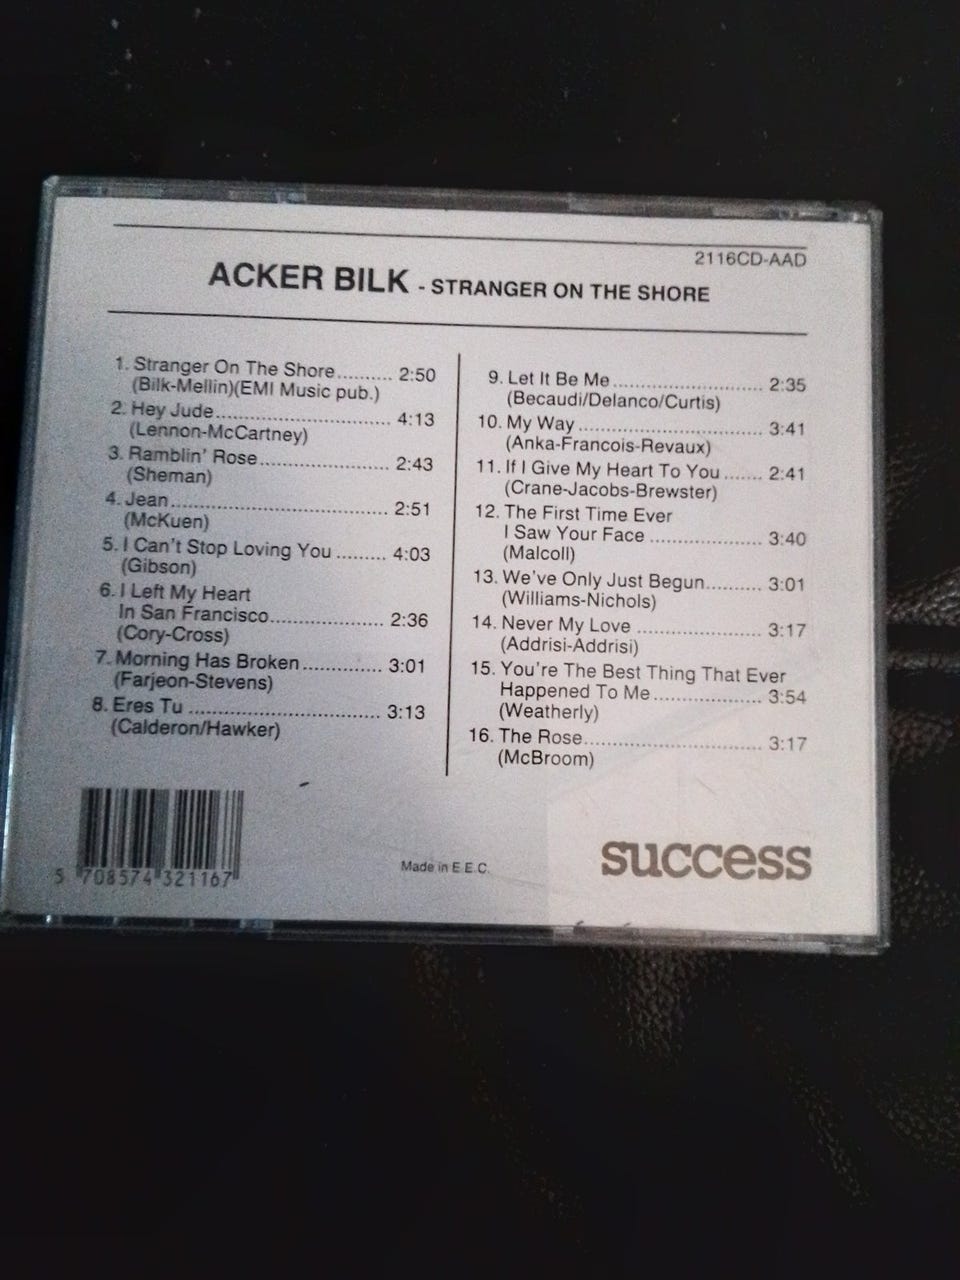 2116CD-AAD
ACKER BILK - STRANGER ON THE SHORE
1. Stranger On The Shore.......... 2:50
(Bilk-Mellin)(EMI Music pub.)
2. Hey Jude................................ 4:13
(Lennon-McCartney)
3. Ramblin' Rose....................... 2:43
(Sheman)
4. Jean........................................ 2:51
(McKuen)
5. I Can't Stop Loving You ......... 4:03
(Gibson)
6. I Left My Heart
In San Francisco..................... 2:36
(Cory-Cross)
7. Morning Has Broken.............. 3:01
(Farjeon-Stevens)
8. Eres Tu .................................. 3:13
(Calderon/Hawker)
9. Let It Be Me ........................... 2:35
(Becaudi/Delanco/Curtis)
10. My Way ................................. 3:41
(Anka-Francois-Revaux)
11. If I Give My Heart To You ....... 2:41
(Crane-Jacobs-Brewster)
12. The First Time Ever
I Saw Your Face .................... 3:40
(Malcoll)
13. We've Only Just Begun.......... 3:01
(Williams-Nichols)
14. Never My Love ...................... 3:17
(Addrisi-Addrisi)
15. You're The Best Thing That Ever
Happened To Me................... 3:54
(Weatherly)
16. The Rose................................ 3:17
(McBroom)
5 708574 321167
Made in E.E.C.
success